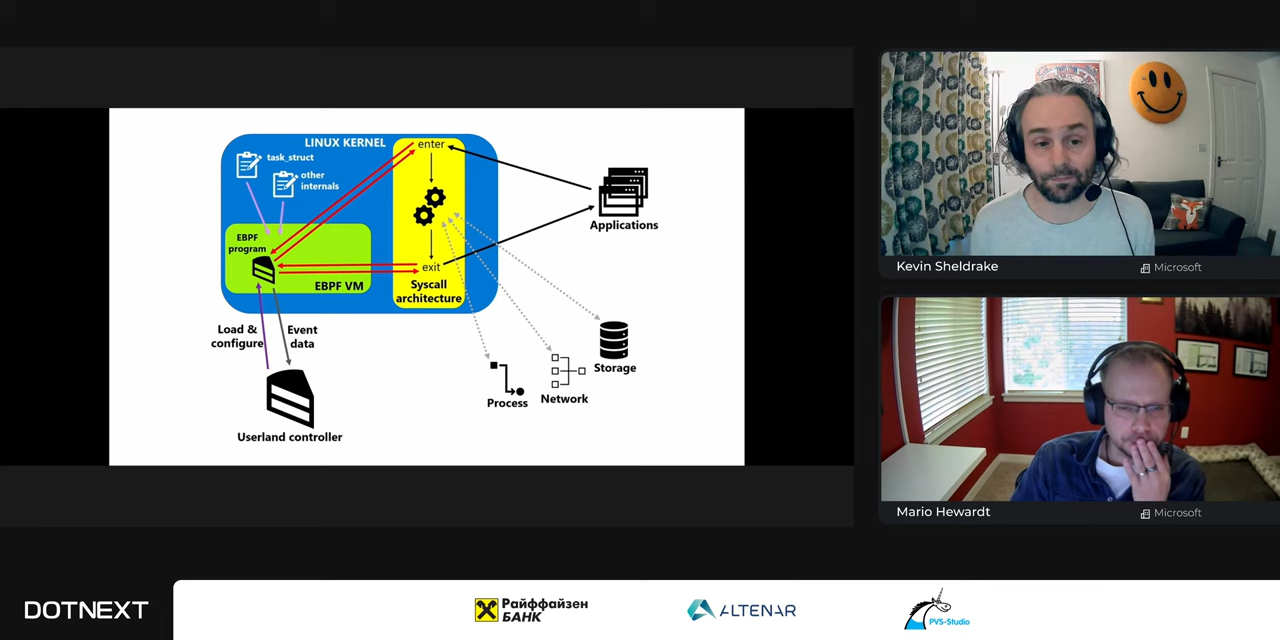 LINUX KERNEL
task_struct
other
internals
EBPF
program
EBPF VM
enter
exit
Syscall
architecture
Applications
Load &
configure
Event
data
Userland controller
Process
Network
Storage
Kevin Sheldrake
Microsoft
Mario Hewardt
Microsoft
DOTNEXT
Райффайзен
БАНК
ALTENAR
PVS-Studio